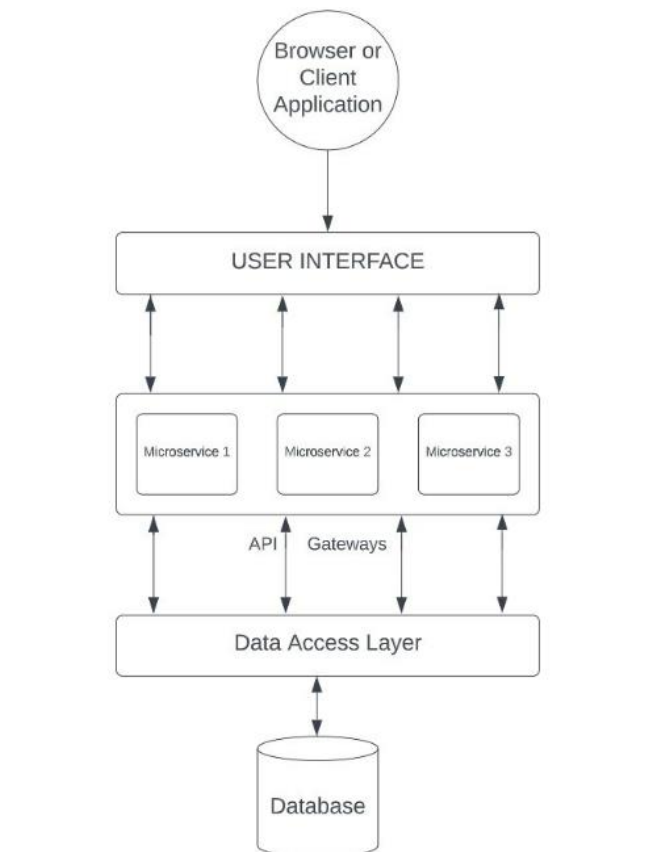 Browser or
Client
Application
USER INTERFACE
Microservice 1
Microservice 2
Microservice 3
API Gateways
Data Access Layer
Database